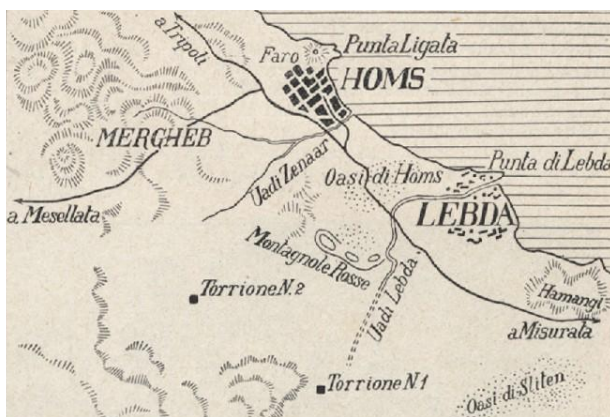 a Tripoli
Faro
Punta Ligata
HOMS
MERGHEB
Uadi Zenaar
Oasi di Homs
Punta di Lebda
a Mesellata
LEBDA
Montagnole Rosse
Uadi Lebda
Hamangi
Torrione N. 2
a Misurata
Torrione N 1
Oasi di Sliten